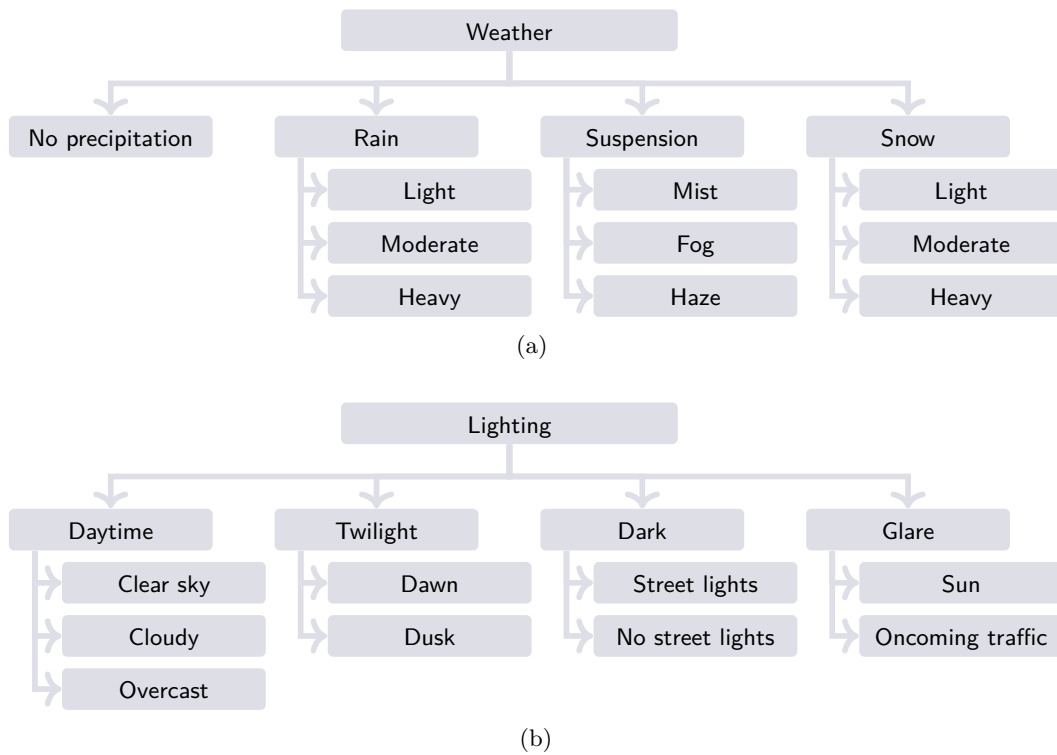 Weather
No precipitation
Rain
Suspension
Snow
Light
Mist
Light
Moderate
Fog
Moderate
Heavy
Haze
Heavy
(a)
Lighting
Daytime
Twilight
Dark
Glare
Clear sky
Dawn
Street lights
Sun
Cloudy
Dusk
No street lights
Oncoming traffic
Overcast
(b)